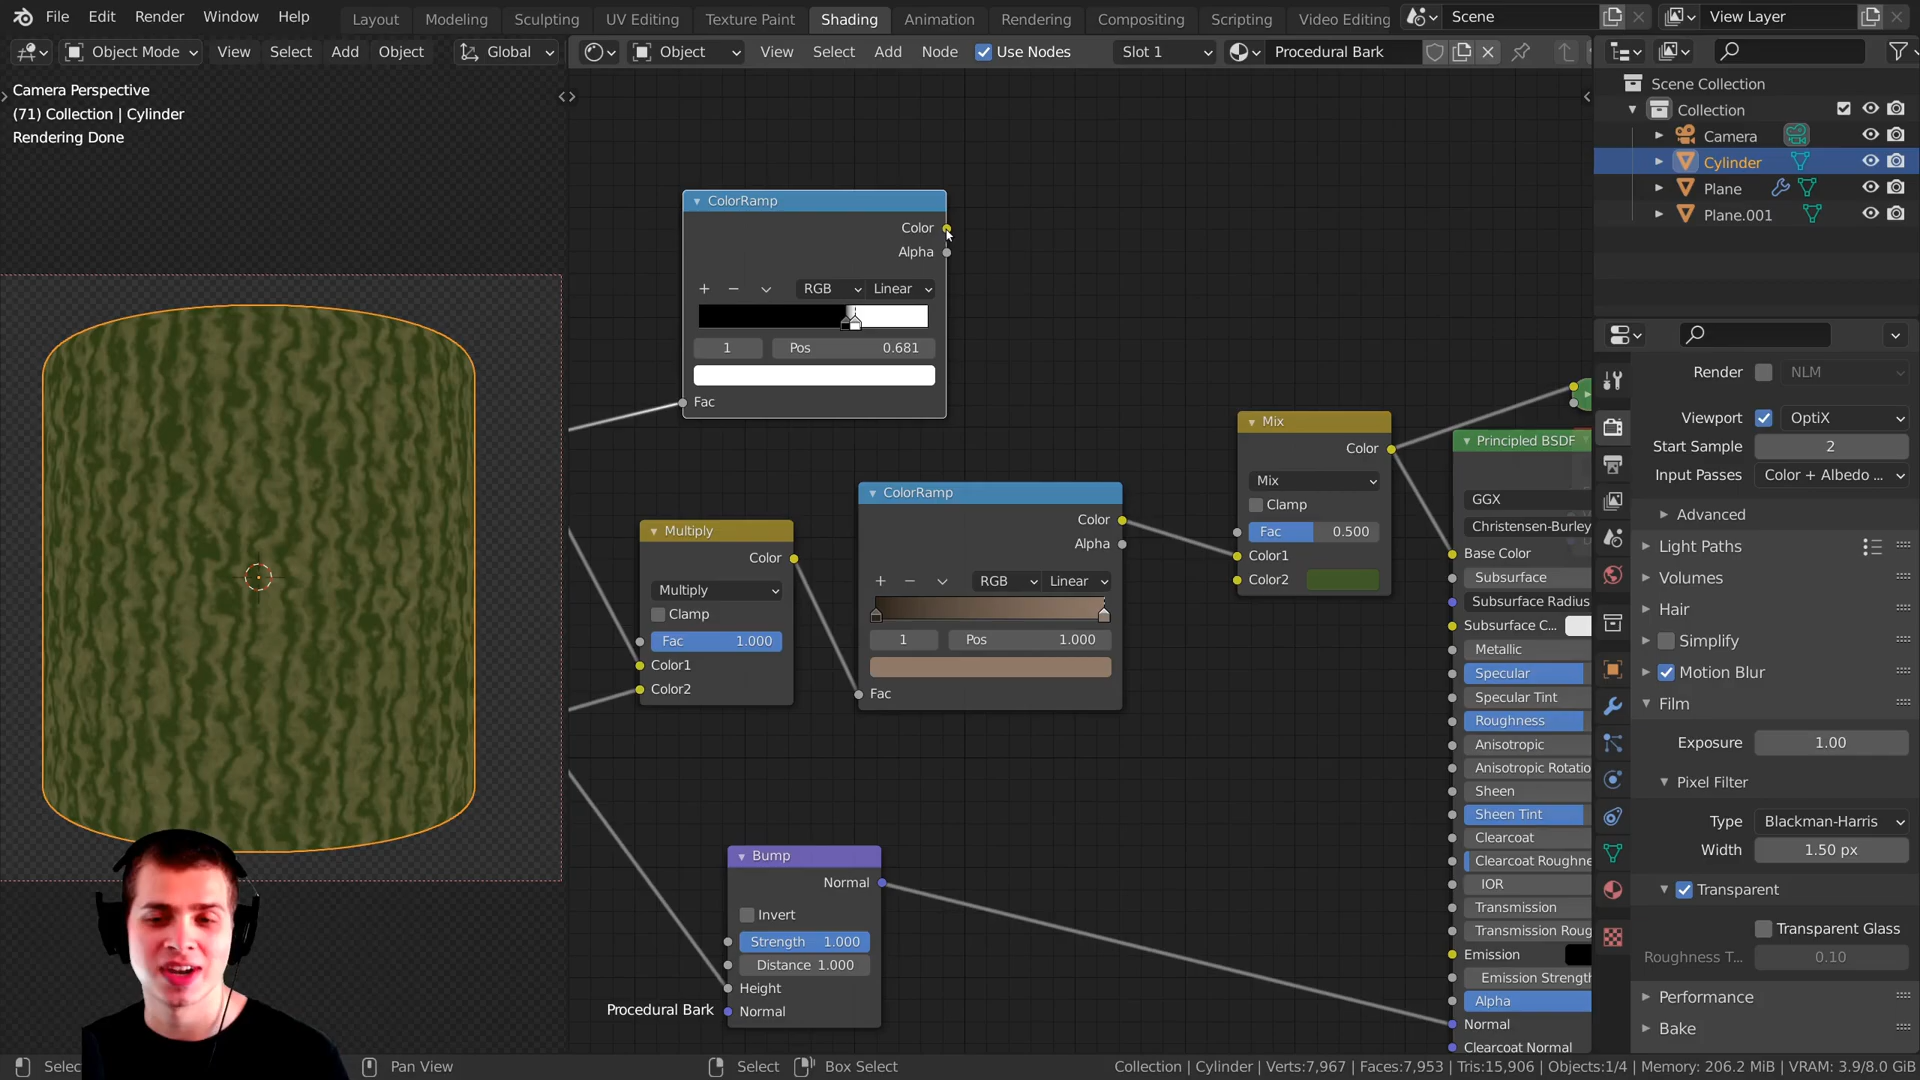 File Edit Render Window Help Layout Modeling Sculpting UV Editing Texture Paint Shading Animation Rendering Compositing Scripting Video Editing Scene View Layer
Object Mode View Select Add Object Global Object View Select Add Node Use Nodes Slot 1 Procedural Bark
Camera Perspective
(71) Collection | Cylinder
Rendering Done
ColorRamp
Color
Alpha
RGB Linear
1 Pos 0.681
Fac
Multiply
Color
Multiply
Clamp
Fac 1.000
Color1
Color2
ColorRamp
Color
Alpha
RGB Linear
1 Pos 1.000
Fac
Mix
Color
Mix
Clamp
Fac 0.500
Color1
Color2
Bump
Normal
Invert
Strength 1.000
Distance 1.000
Height
Normal
Procedural Bark
Principled BSDF
GGX
Christensen-Burley
Base Color
Subsurface
Subsurface Radius
Subsurface C...
Metallic
Specular
Specular Tint
Roughness
Anisotropic
Anisotropic Rotatio
Sheen
Sheen Tint
Clearcoat
Clearcoat Roughne
IOR
Transmission
Transmission Roug
Emission
Emission Strength
Alpha
Normal
Clearcoat Normal
Scene Collection
Collection
Camera
Cylinder
Plane
Plane.001
Render NLM
Viewport OptiX
Start Sample 2
Input Passes Color + Albedo ...
Advanced
Light Paths
Volumes
Hair
Simplify
Motion Blur
Film
Exposure 1.00
Pixel Filter
Type Blackman-Harris
Width 1.50 px
Transparent
Transparent Glass
Roughness T... 0.10
Performance
Bake
Selec Pan View Select Box Select Collection | Cylinder | Verts:7,967 | Faces:7,953 | Tris:15,906 | Objects:1/4 | Memory: 206.2 MiB | VRAM: 3.9/8.0 GiB